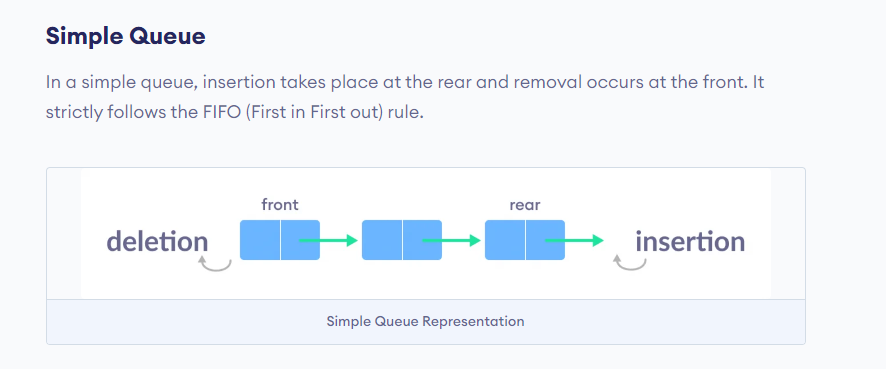 Simple Queue
In a simple queue, insertion takes place at the rear and removal occurs at the front. It
strictly follows the FIFO (First in First out) rule.
front
rear
deletion
insertion
Simple Queue Representation